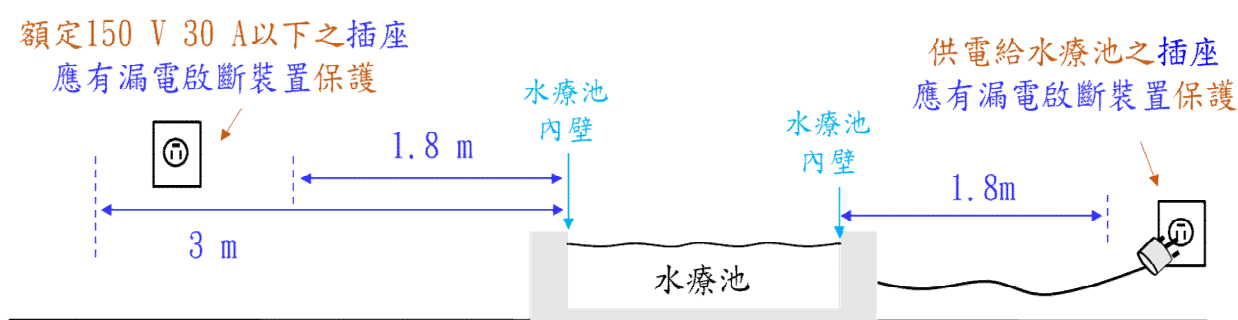 額定150 V 30 A以下之插座
應有漏電啟斷裝置保護
供電給水療池之插座
應有漏電啟斷裝置保護
水療池
內壁
水療池
內壁
1.8 m
1.8m
3 m
水療池